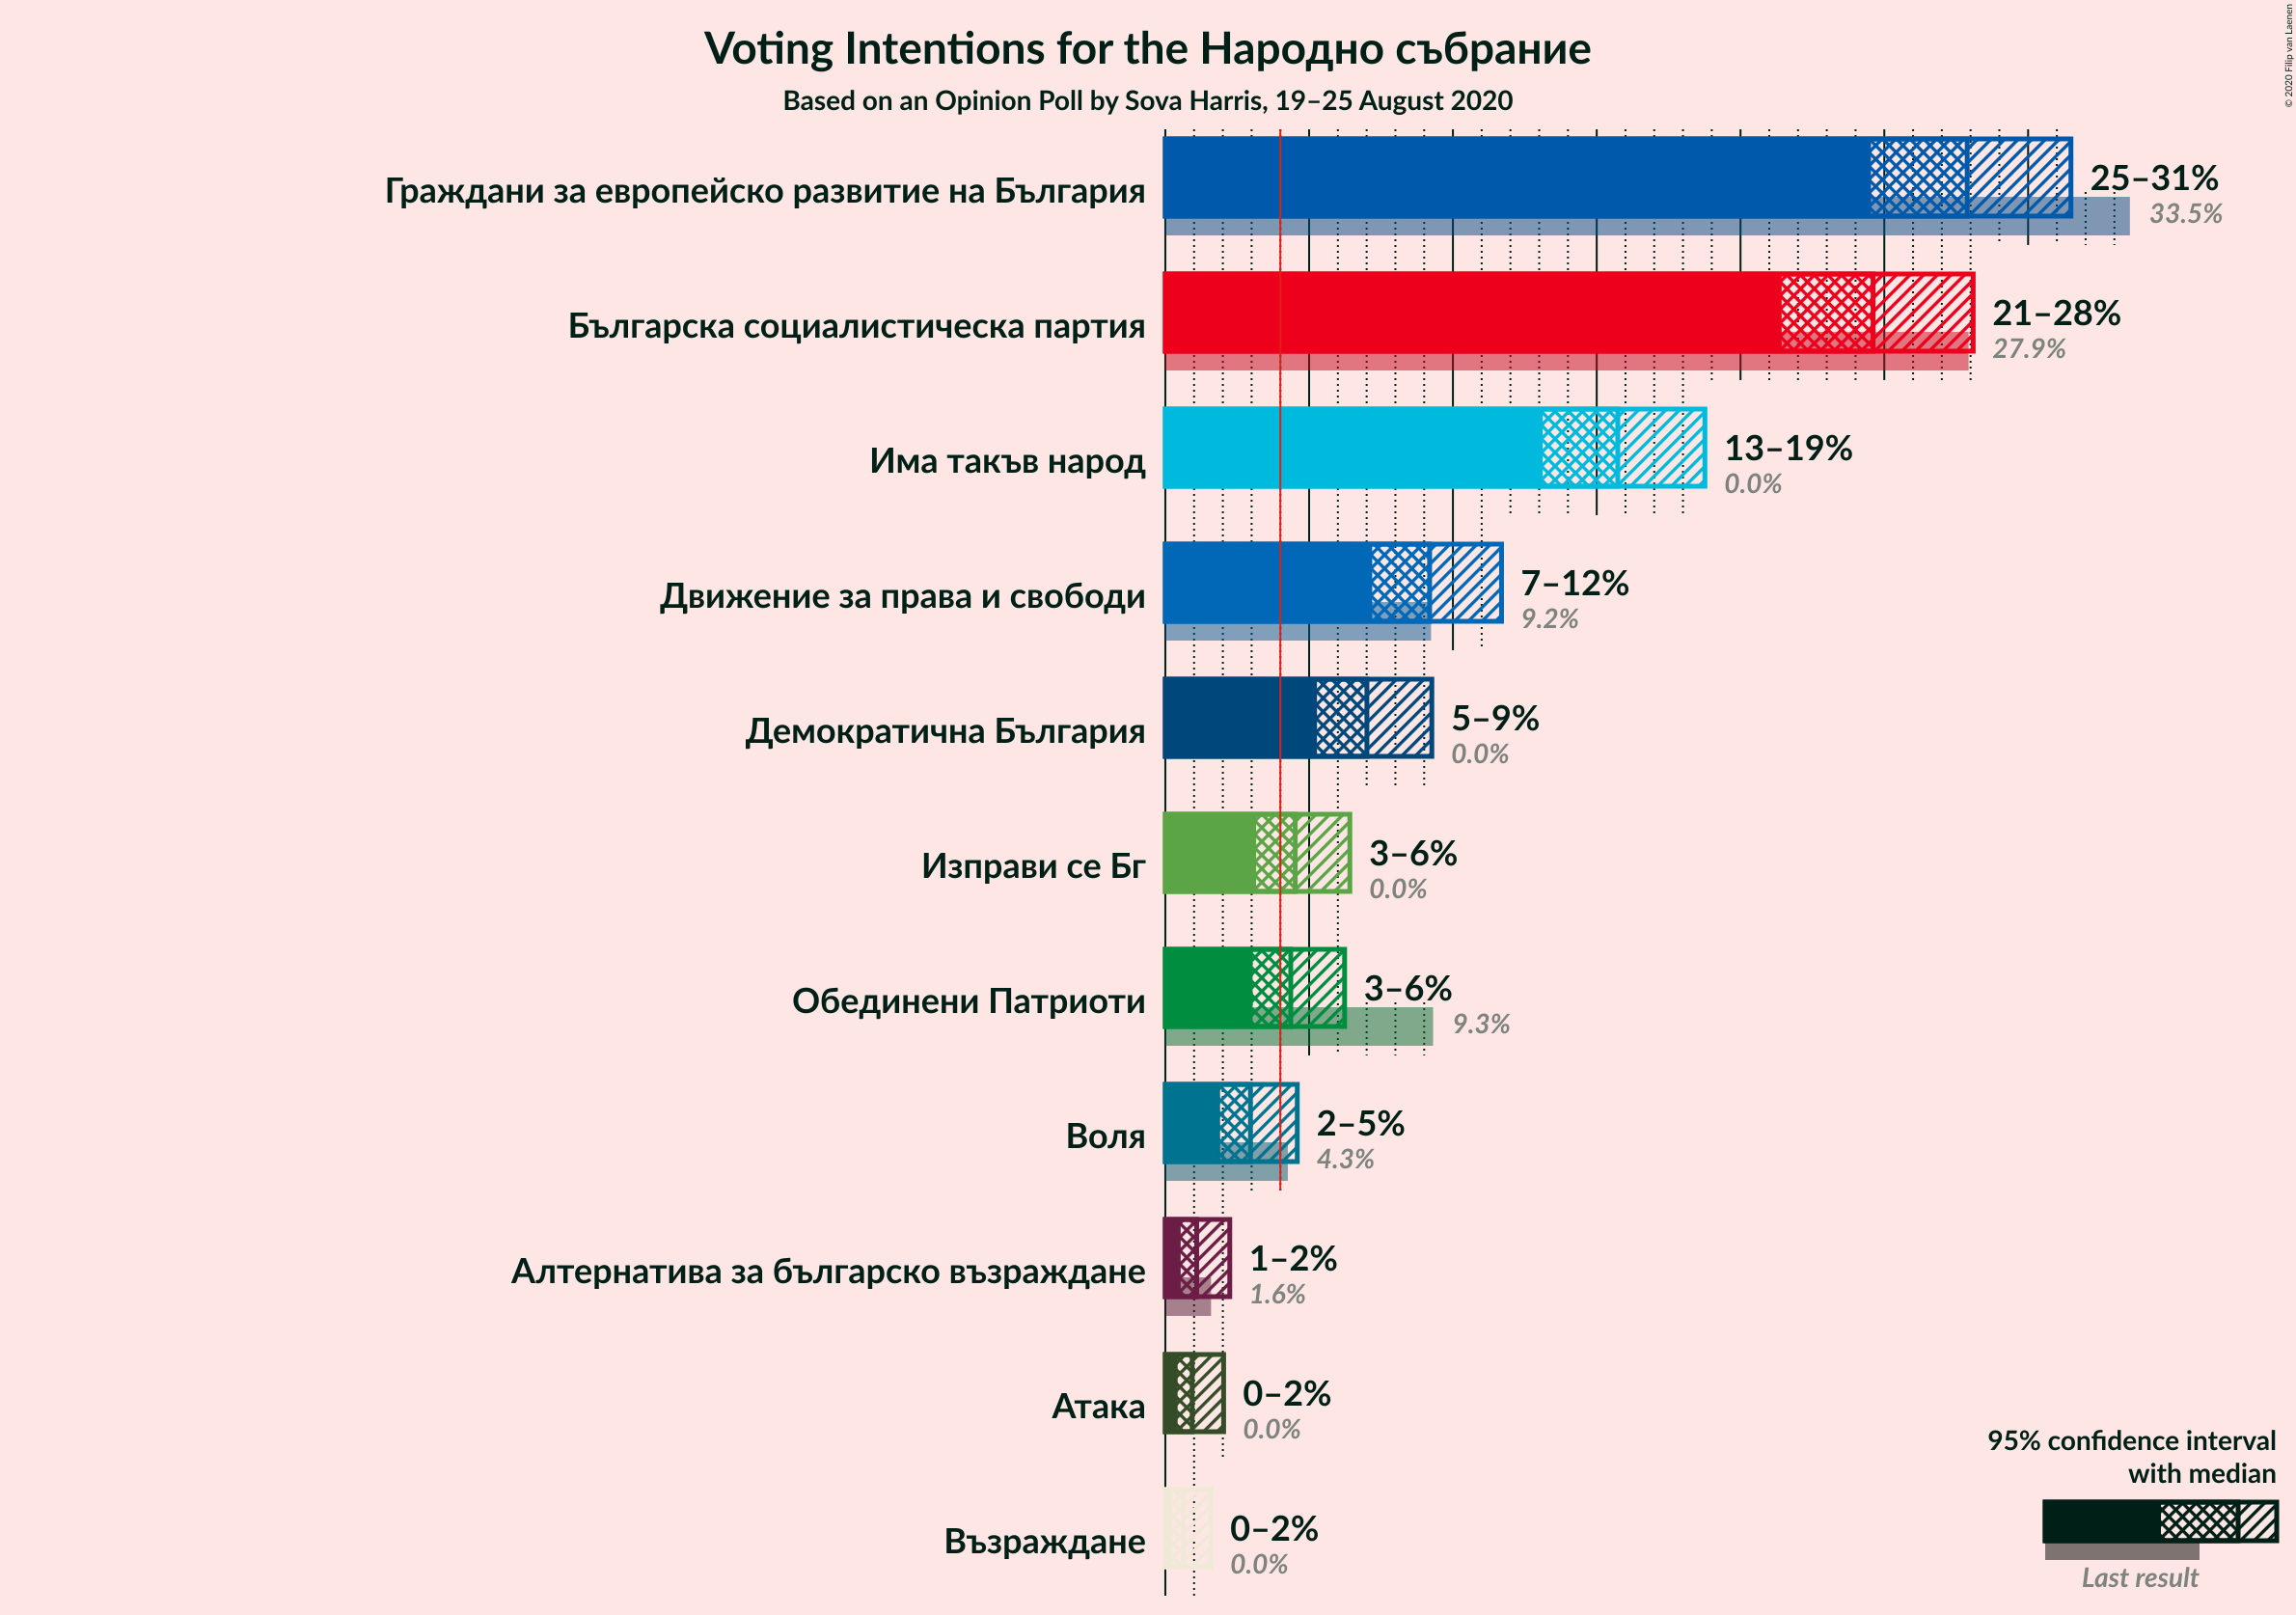 Voting Intentions for the Народно събрание
Based on an Opinion Poll by Sova Harris, 19–25 August 2020
© 2020 Filip van Laenen
Граждани за европейско развитие на България
25–31%
33.5%
Българска социалистическа партия
21–28%
27.9%
Има такъв народ
13–19%
0.0%
Движение за права и свободи
7–12%
9.2%
Демократична България
5–9%
0.0%
Изправи се Бг
3–6%
0.0%
Обединени Патриоти
3–6%
9.3%
Воля
2–5%
4.3%
Алтернатива за българско възраждане
1–2%
1.6%
Атака
0–2%
0.0%
Възраждане
0–2%
0.0%
95% confidence interval
with median
Last result